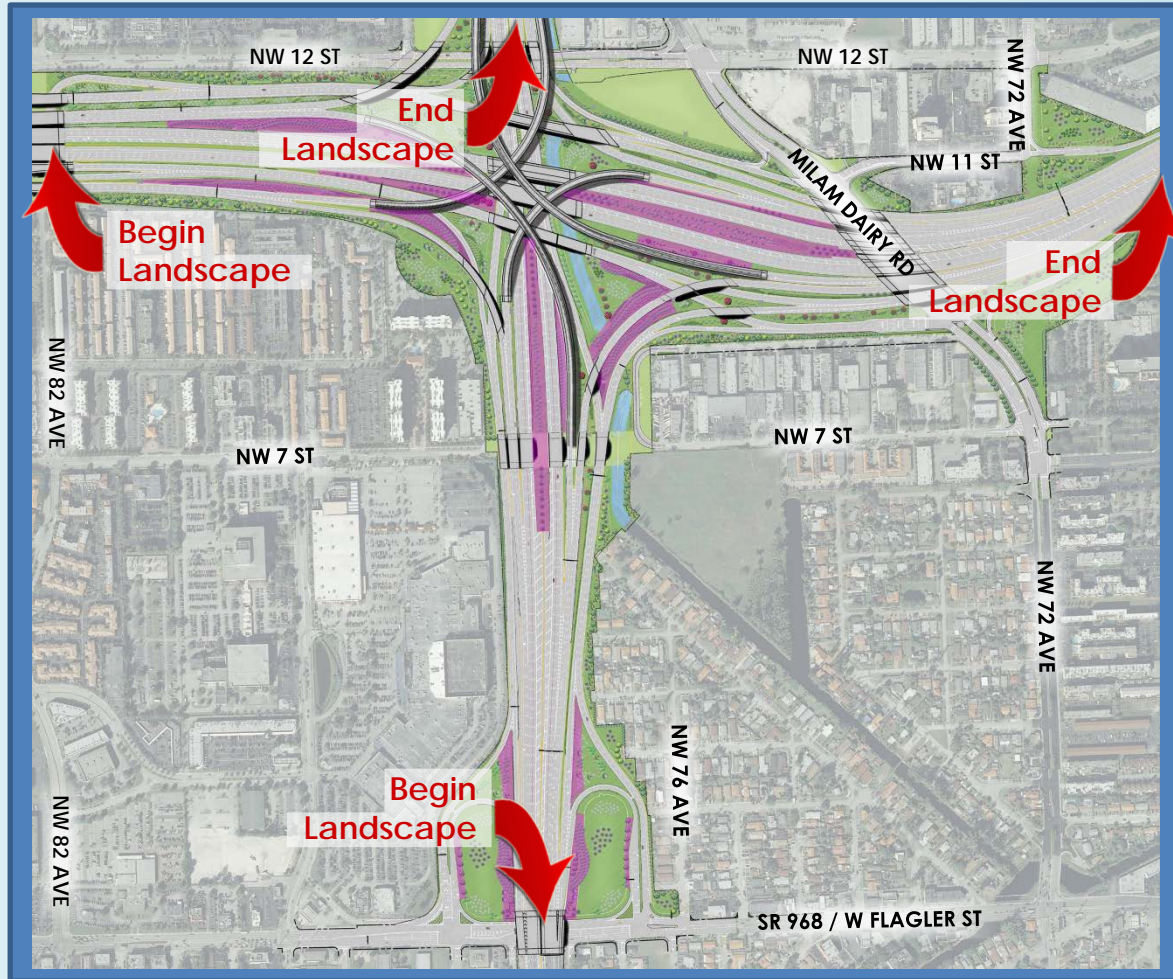 NW 12 ST
NW 12 ST
NW 72 AVE
End
Landscape
NW 11 ST
MILAM DAIRY RD
Begin
Landscape
End
Landscape
NW 82 AVE
NW 7 ST
NW 7 ST
NW 72 AVE
NW 76 AVE
Begin
Landscape
NW 82 AVE
SR 968 / W FLAGLER ST